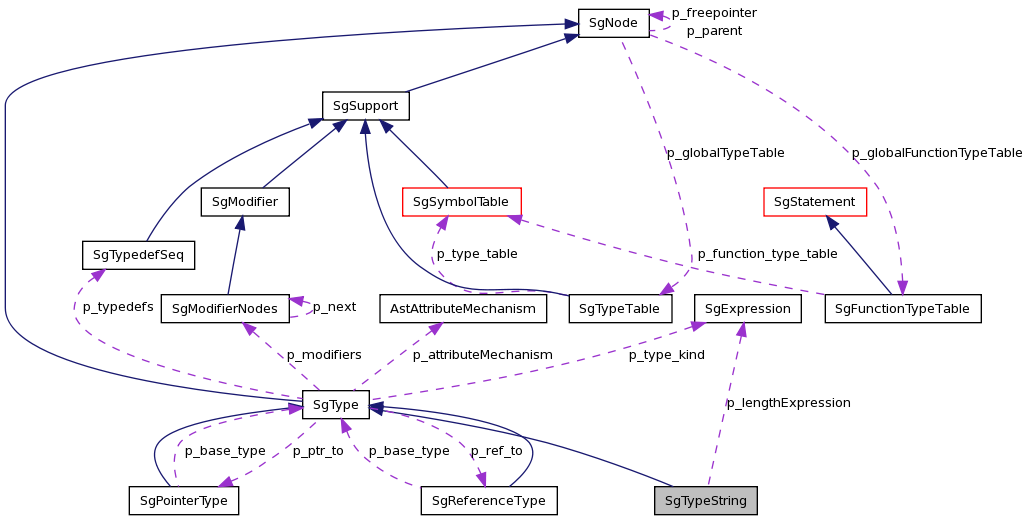 SgNode
p_freepointer
p_parent
SgSupport
p_globalTypeTable
p_globalFunctionTypeTable
SgModifier
SgSymbolTable
SgStatement
SgTypedefSeq
p_type_table
p_function_type_table
p_typedefs
SgModifierNodes
p_next
AstAttributeMechanism
SgTypeTable
SgExpression
SgFunctionTypeTable
p_modifiers
p_attributeMechanism
p_type_kind
SgType
p_lengthExpression
p_base_type
p_ptr_to
p_base_type
p_ref_to
SgPointerType
SgReferenceType
SgTypeString